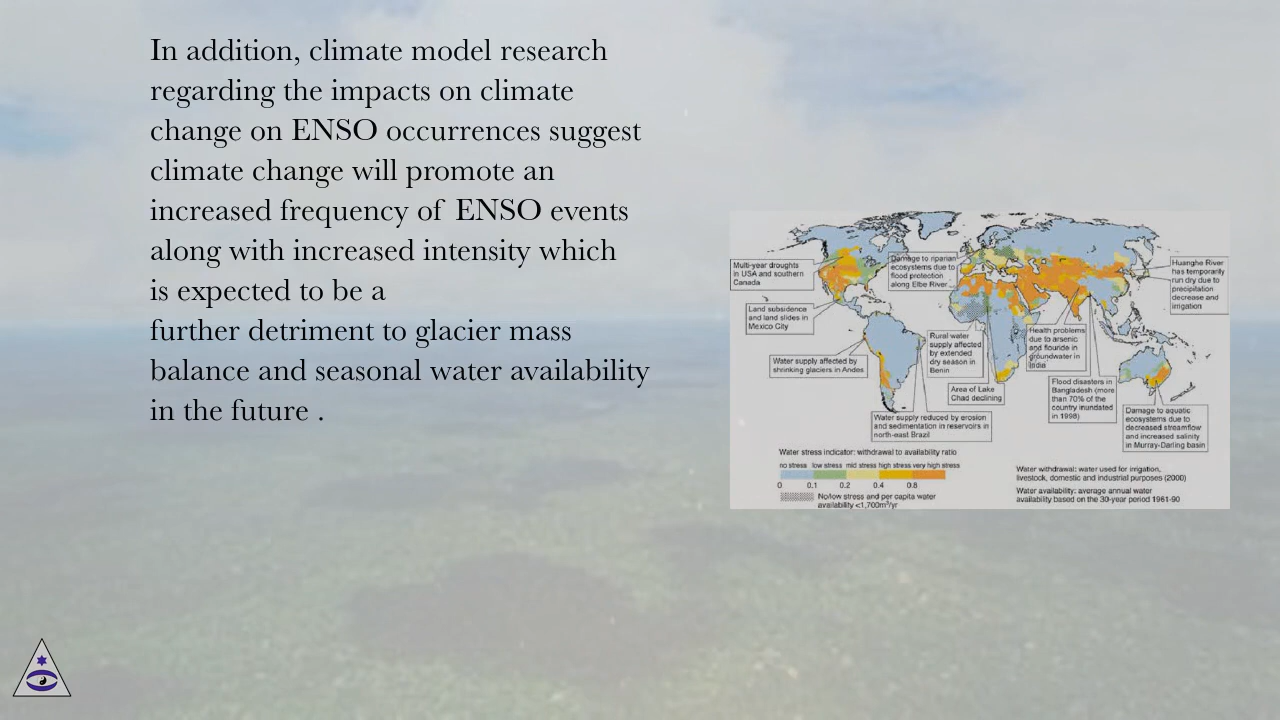 In addition, climate model research
regarding the impacts on climate
change on ENSO occurrences suggest
climate change will promote an
increased frequency of ENSO events
along with increased intensity which
is expected to be a
further detriment to glacier mass
balance and seasonal water availability
in the future .
Multi-year droughts
in USA and southern
Canada
Damage to riparian
ecosystems due to
flood protection
along Elbe River
Huanghe River
has temporarily
run dry due to
precipitation
decrease and
irrigation
Land subsidence
and land slides in
Mexico City
Water supply affected by
shrinking glaciers in Andes
Rural water
supply affected
by extended
dry season in
Benin
Health problems
due to arsenic
and flouride in
groundwater in
India
Area of Lake
Chad declining
Flood disasters in
Bangladesh (more
than 70% of the
country inundated
in 1998)
Water supply reduced by erosion
and sedimentation in reservoirs in
north-east Brazil
Damage to aquatic
ecosystems due to
decreased streamflow
and increased salinity
in Murray-Darling basin
Water stress indicator: withdrawal to availability ratio
no stress low stress mid stress high stress very high stress
0 0.1 0.2 0.4 0.8
No/low stress and per capita water
availability <1,700m³/yr
Water withdrawal: water used for irrigation,
livestock, domestic and industrial purposes (2000)
Water availability: average annual water
availability based on the 30-year period 1961-90